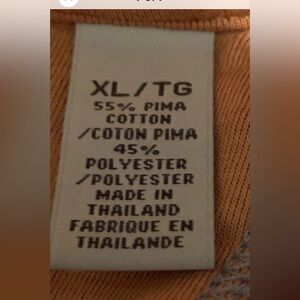 XL/TG
55% PIMA
COTTON
/COTON PIMA
45%
POLYESTER
/POLYESTER
MADE IN
THAILAND
FABRIQUE EN
THAILANDE